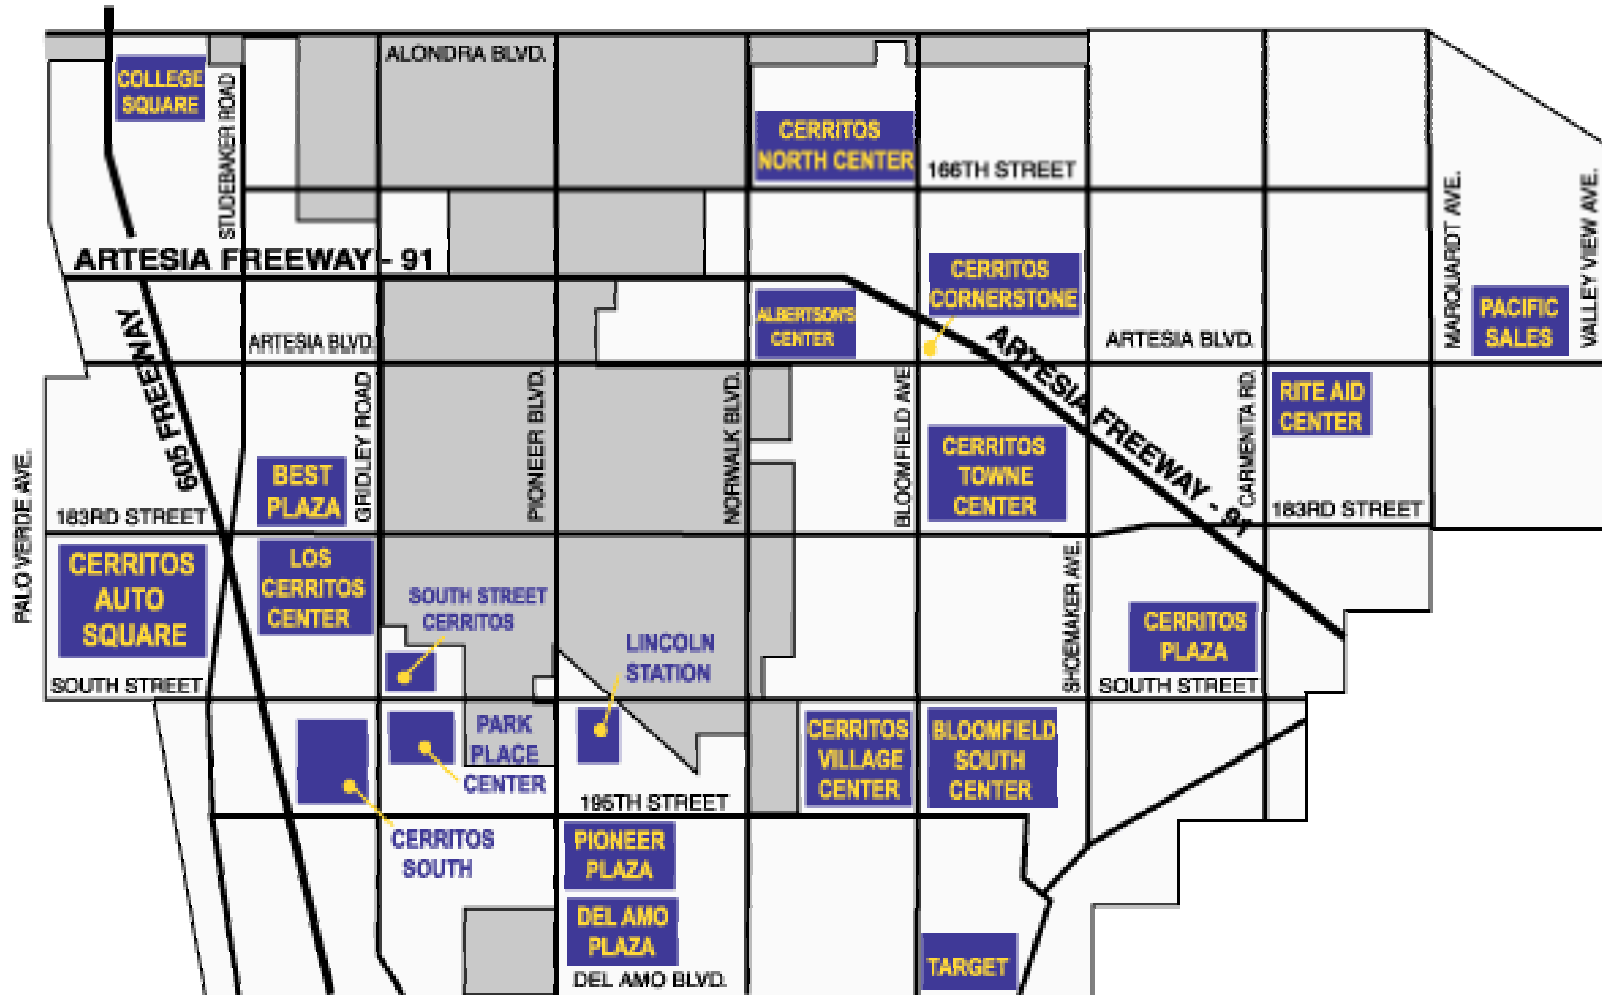 ALONDRA BLVD.
COLLEGE
SQUARE
STUDEBAKER ROAD
CERRITOS
NORTH CENTER
166TH STREET
MARQUARDT AVE.
VALLEY VIEW AVE.
ARTESIA FREEWAY - 91
CERRITOS
CORNERSTONE
ALBERTSON'S
CENTER
PACIFIC
SALES
605 FREEWAY
ARTESIA BLVD.
ARTESIA FREEWAY - 91
ARTESIA BLVD.
GRIDLEY ROAD
PIONEER BLVD.
NORWALK BLVD.
BLOOMFIELD AVE
CARMENITA RD.
RITE AID
CENTER
PALO VERDE AVE.
BEST
PLAZA
CERRITOS
TOWNE
CENTER
183RD STREET
183RD STREET
CERRITOS
AUTO
SQUARE
LOS
CERRITOS
CENTER
SOUTH STREET
CERRITOS
LINCOLN
STATION
SHOEMAKER AVE.
CERRITOS
PLAZA
SOUTH STREET
SOUTH STREET
PARK
PLACE
CENTER
CERRITOS
VILLAGE
CENTER
BLOOMFIELD
SOUTH
CENTER
195TH STREET
CERRITOS
SOUTH
PIONEER
PLAZA
DEL AMO
PLAZA
DEL AMO BLVD.
TARGET